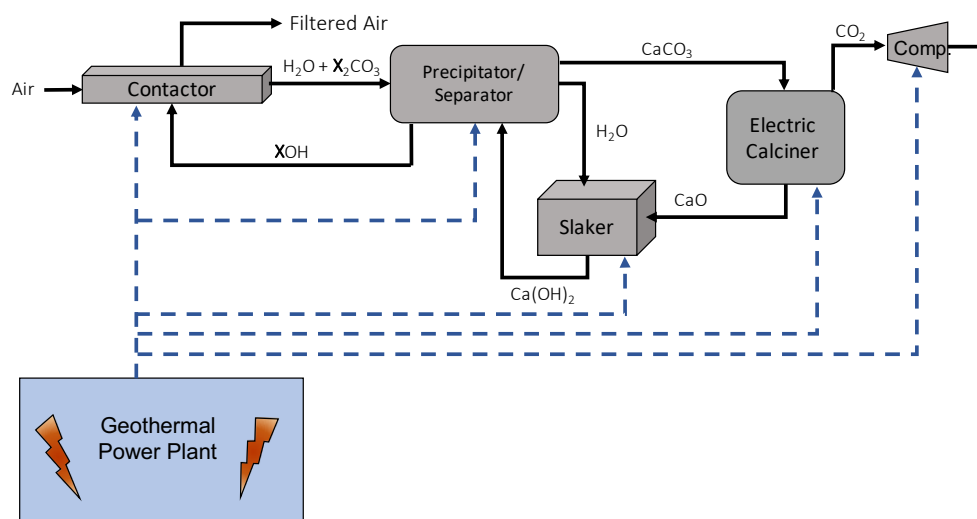 Filtered Air
CO₂
H₂O + X₂CO₃
CaCO₃
Comp.
Precipitator/
Separator
Air
Contactor
Electric
Calciner
H₂O
XOH
CaO
Slaker
Ca(OH)₂
Geothermal
Power Plant